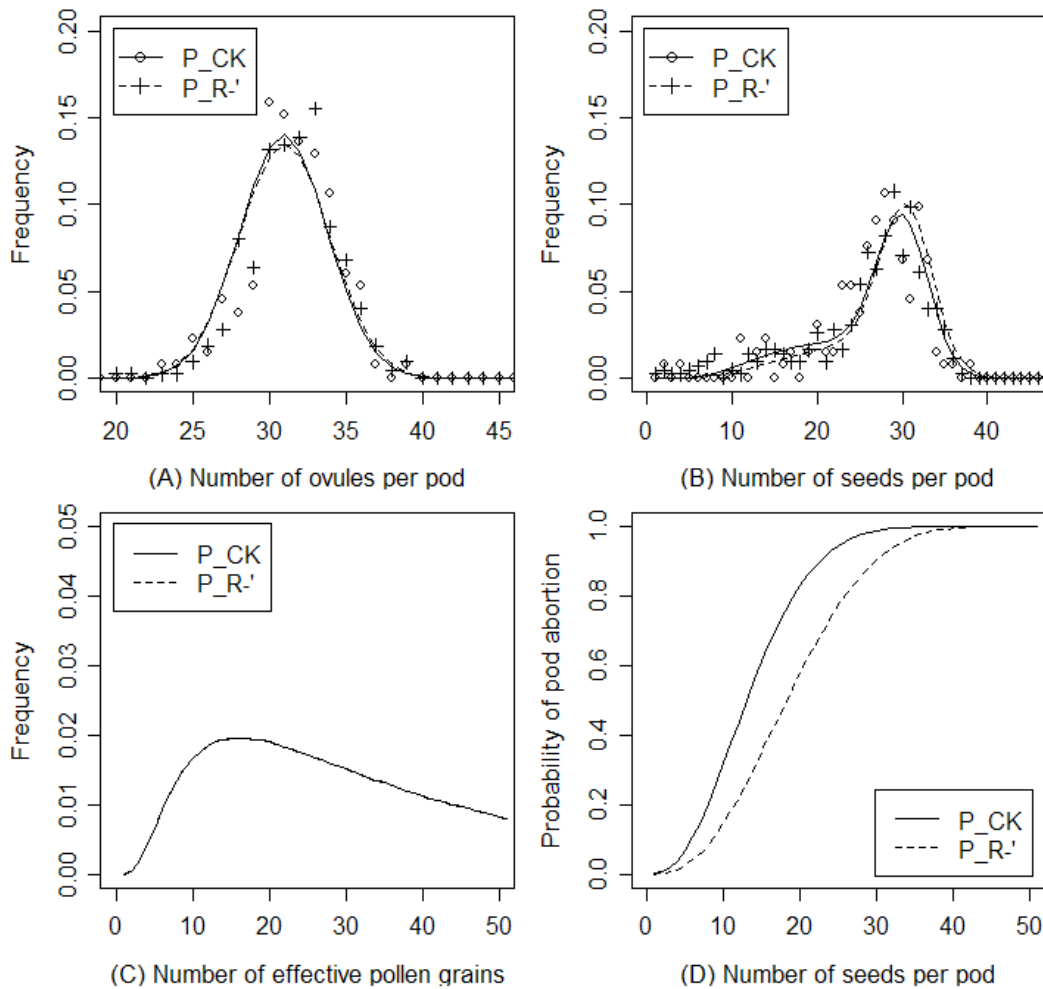 P_CK
P_R-'
Frequency
0.00 0.05 0.10 0.15 0.20
20 25 30 35 40 45
(A) Number of ovules per pod
P_CK
P_R-'
Frequency
0.00 0.05 0.10 0.15 0.20
0 10 20 30 40
(B) Number of seeds per pod
P_CK
P_R-'
Frequency
0.00 0.01 0.02 0.03 0.04 0.05
0 10 20 30 40 50
(C) Number of effective pollen grains
P_CK
P_R-'
Probability of pod abortion
0.0 0.2 0.4 0.6 0.8 1.0
0 10 20 30 40 50
(D) Number of seeds per pod